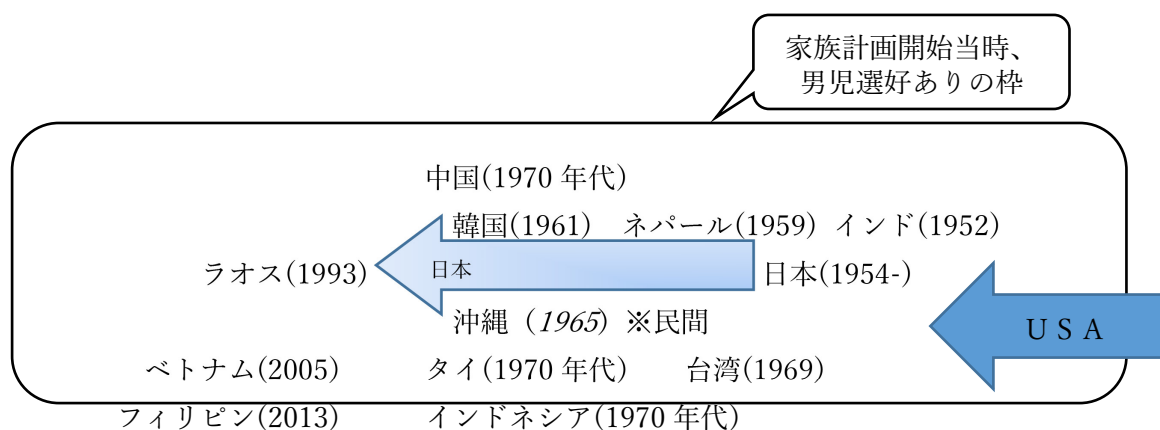 家族計画開始当時、
男児選好ありの枠
中国(1970 年代)
韓国(1961) ネパール(1959) インド(1952)
ラオス(1993) 日本 日本(1954-)
沖縄（1965）※民間
ＵＳＡ
ベトナム(2005) タイ(1970 年代) 台湾(1969)
フィリピン(2013) インドネシア(1970 年代)